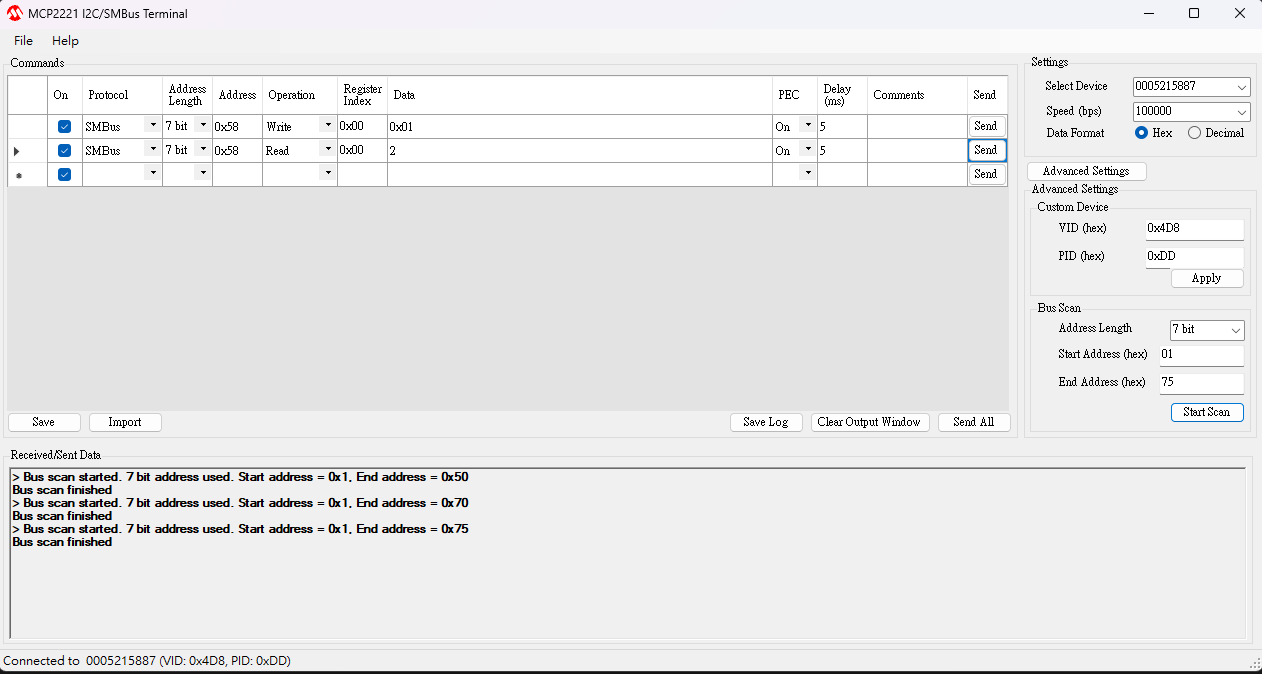 MCP2221 I2C/SMBus Terminal
File Help
Commands
On Protocol Address Length Address Operation Register Index Data PEC Delay (ms) Comments Send
SMBus 7 bit 0x58 Write 0x00 0x01 On 5 Send
SMBus 7 bit 0x58 Read 0x00 2 On 5 Send
Send
Save Import Save Log Clear Output Window Send All
Settings
Select Device 0005215887
Speed (bps) 100000
Data Format Hex Decimal
Advanced Settings
Advanced Settings
Custom Device
VID (hex) 0x4D8
PID (hex) 0xDD
Apply
Bus Scan
Address Length 7 bit
Start Address (hex) 01
End Address (hex) 75
Start Scan
Received/Sent Data
> Bus scan started. 7 bit address used. Start address = 0x1, End address = 0x50
Bus scan finished
> Bus scan started. 7 bit address used. Start address = 0x1, End address = 0x70
Bus scan finished
> Bus scan started. 7 bit address used. Start address = 0x1, End address = 0x75
Bus scan finished
Connected to 0005215887 (VID: 0x4D8, PID: 0xDD)